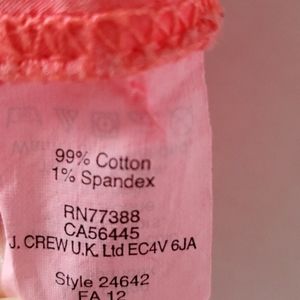 99% Cotton
1% Spandex
RN77388
CA56445
J. CREW U.K. Ltd EC4V 6JA
Style 24642
FA 12